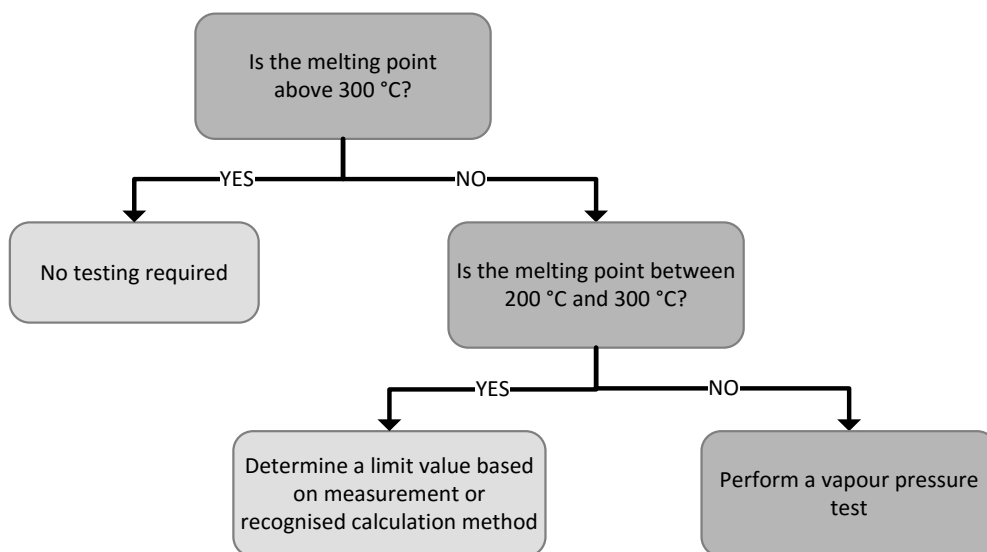 Is the melting point
above 300 °C?
YES
NO
No testing required
Is the melting point between
200 °C and 300 °C?
YES
NO
Determine a limit value based
on measurement or
recognised calculation method
Perform a vapour pressure
test